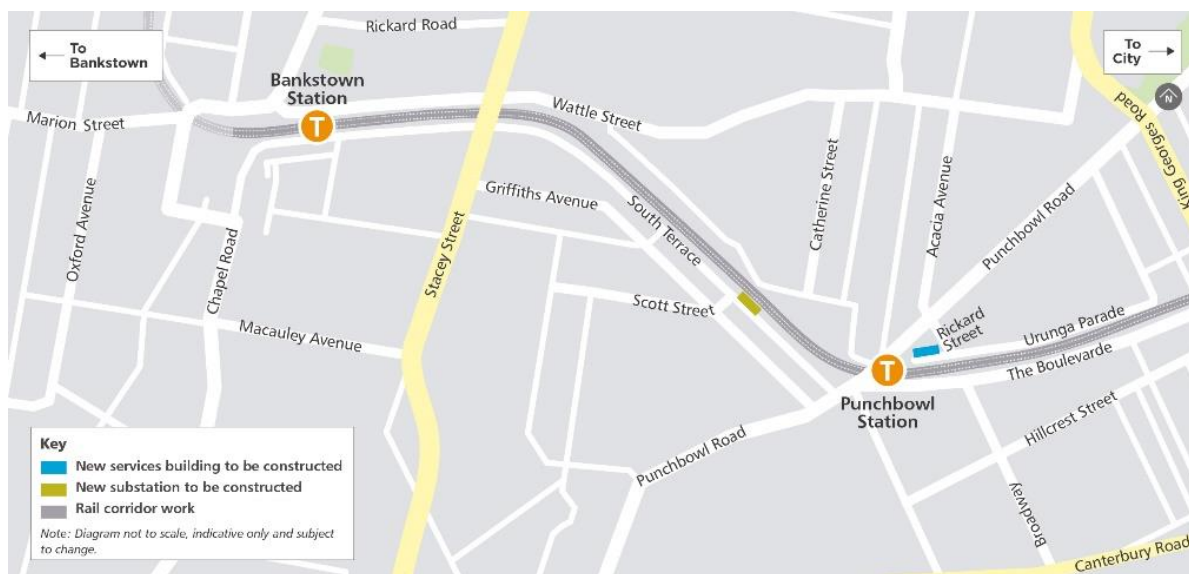 To
Bankstown
Rickard Road
To
City
N
Bankstown
Station
T
Marion Street
Wattle Street
King Georges Road
Griffiths Avenue
South Terrace
Catherine Street
Acacia Avenue
Punchbowl Road
Oxford Avenue
Chapel Road
Stacey Street
Scott Street
Macauley Avenue
Rickard
Street
Urunga Parade
The Boulevarde
T
Punchbowl
Station
Hillcrest Street
Punchbowl Road
Broadway
Canterbury Road
Key
New services building to be constructed
New substation to be constructed
Rail corridor work
Note: Diagram not to scale, indicative only and subject
to change.